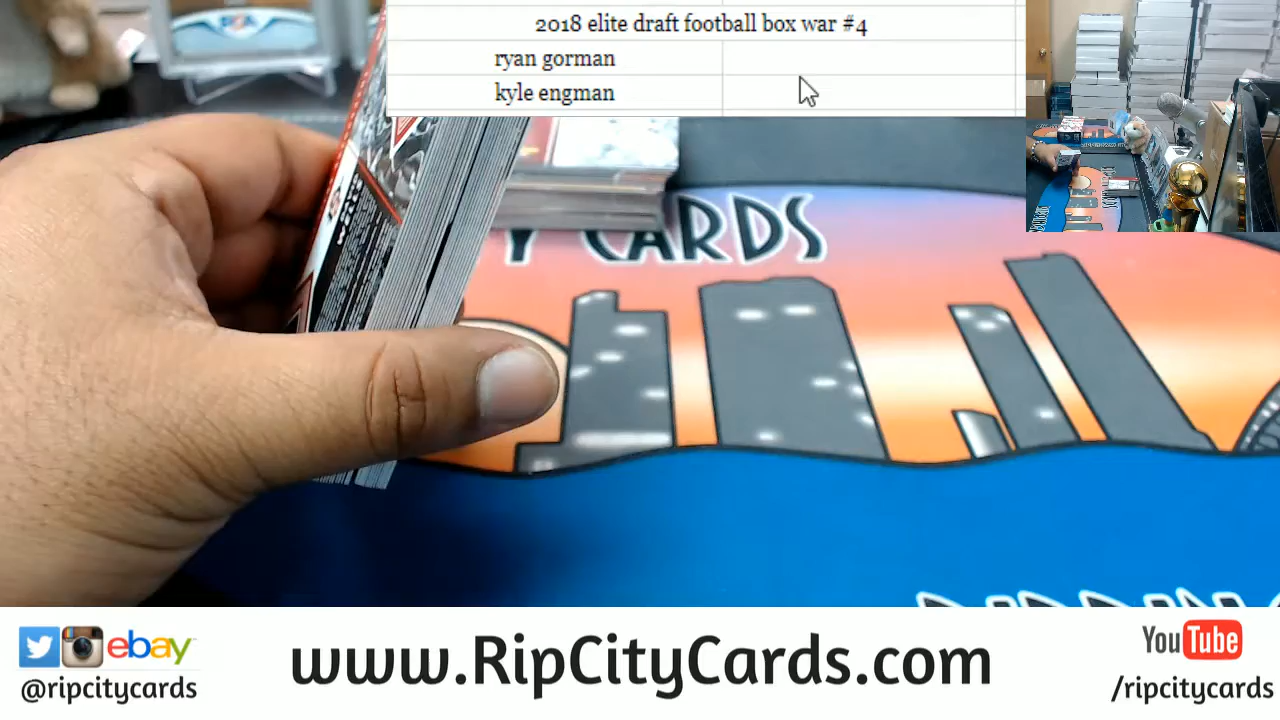 2018 elite draft football box war #4
ryan gorman
kyle engman
Y CARDS
ebay
@ripcitycards
www.RipCityCards.com
YouTube
/ripcitycards